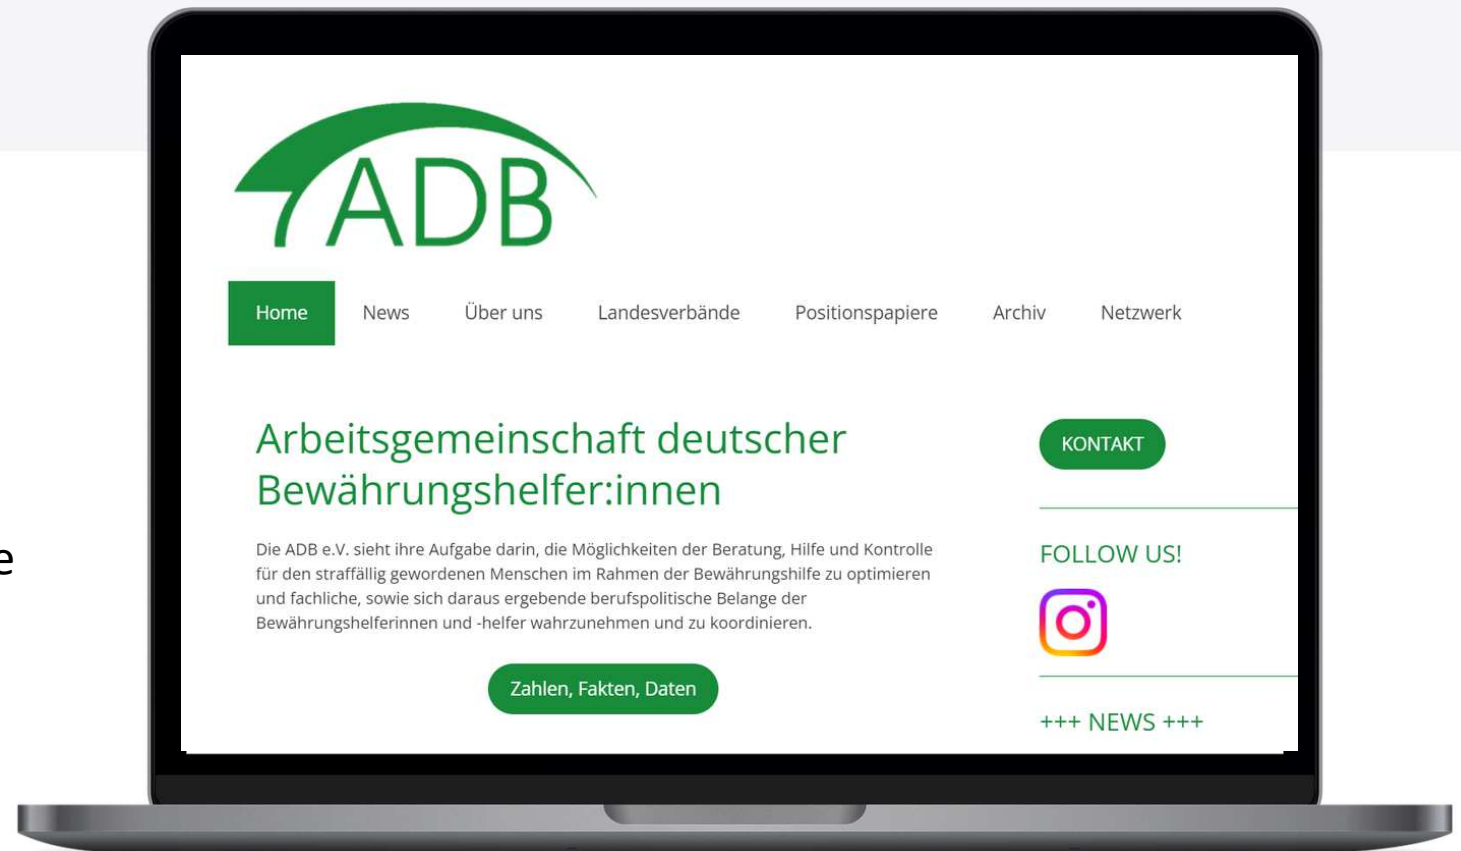 ADB
Home News Über uns Landesverbände Positionspapiere Archiv Netzwerk
Arbeitsgemeinschaft deutscher
Bewährungshelfer:innen
Die ADB e.V. sieht ihre Aufgabe darin, die Möglichkeiten der Beratung, Hilfe und Kontrolle
für den straffällig gewordenen Menschen im Rahmen der Bewährungshilfe zu optimieren
und fachliche, sowie sich daraus ergebende berufspolitische Belange der
Bewährungshelferinnen und -helfer wahrzunehmen und zu koordinieren.
Zahlen, Fakten, Daten
KONTAKT
FOLLOW US!
+++ NEWS +++
e